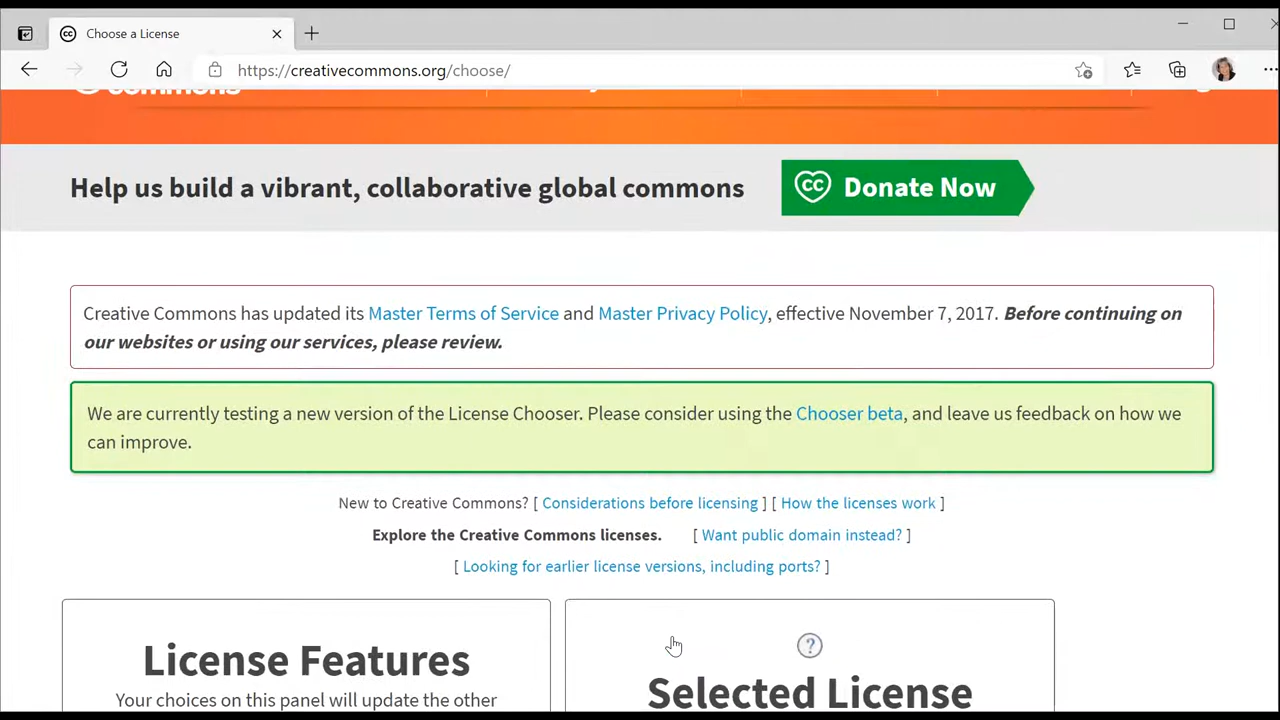 Choose a License
https://creativecommons.org/choose/
commons
Help us build a vibrant, collaborative global commons
CC Donate Now
Creative Commons has updated its Master Terms of Service and Master Privacy Policy, effective November 7, 2017. Before continuing on
our websites or using our services, please review.
We are currently testing a new version of the License Chooser. Please consider using the Chooser beta, and leave us feedback on how we
can improve.
New to Creative Commons? [ Considerations before licensing ] [ How the licenses work ]
Explore the Creative Commons licenses. [ Want public domain instead? ]
[ Looking for earlier license versions, including ports? ]
License Features
Your choices on this panel will update the other
?
Selected License